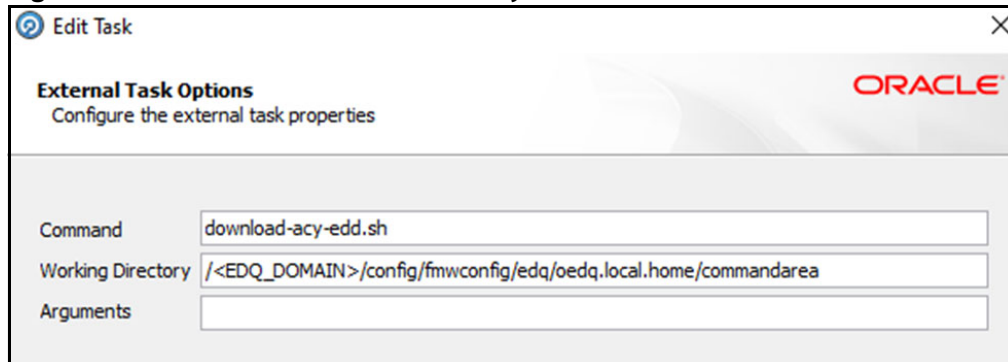 Edit Task
External Task Options
Configure the external task properties
ORACLE
Command download-acy-edd.sh
Working Directory /<EDQ_DOMAIN>/config/fmwconfig/edq/oedq.local.home/commandarea
Arguments